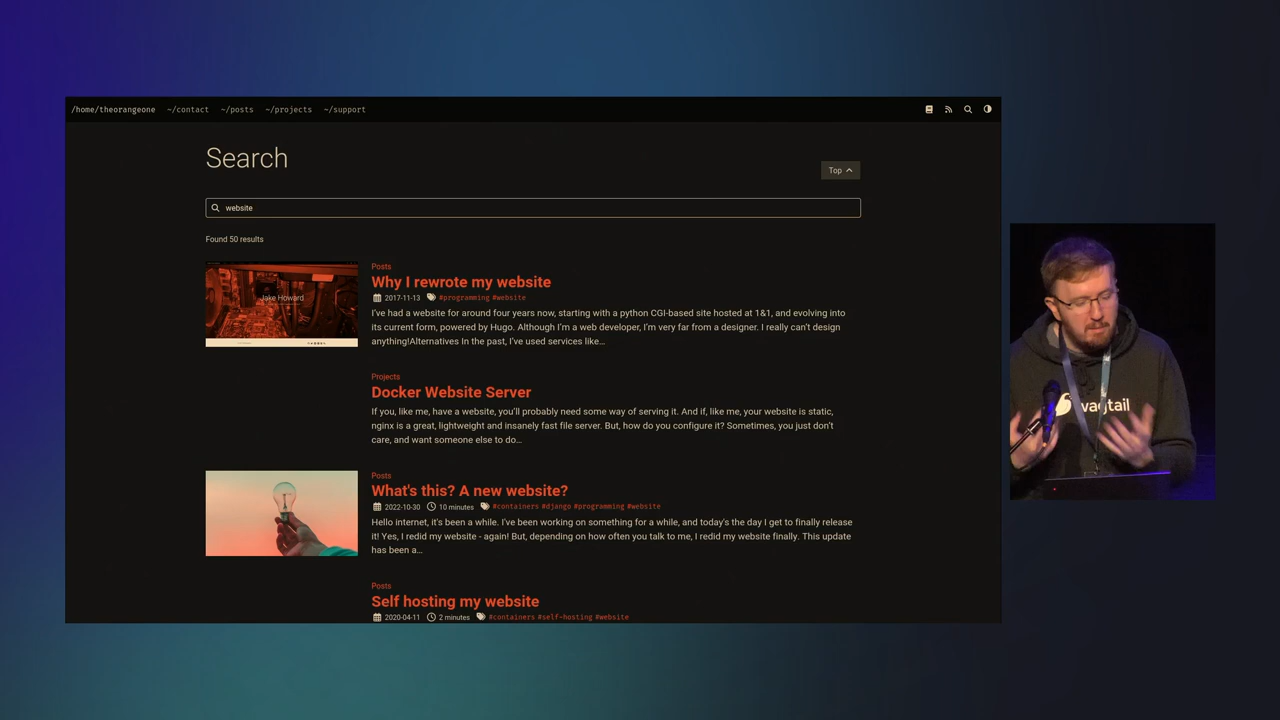 /home/theorangeone ~/contact ~/posts ~/projects ~/support
Search
Top
website
Found 50 results
Jake Howard
Posts
Why I rewrote my website
2017-11-13 #programming #website
I've had a website for around four years now, starting with a python CGI-based site hosted at 1&1, and evolving into
its current form, powered by Hugo. Although I'm a web developer, I'm very far from a designer. I really can't design
anything!Alternatives In the past, I've used services like…
Projects
Docker Website Server
If you, like me, have a website, you'll probably need some way of serving it. And if, like me, your website is static,
nginx is a great, lightweight and insanely fast file server. But, how do you configure it? Sometimes, you just don't
care, and want someone else to do…
Posts
What's this? A new website?
2022-10-30 10 minutes #containers #django #programming #website
Hello internet, it's been a while. I've been working on something for a while, and today's the day I get to finally release
it! Yes, I redid my website - again! But, depending on how often you talk to me, I redid my website finally. This update
has been a…
Posts
Self hosting my website
2020-04-11 2 minutes #containers #self-hosting #website
wagtail